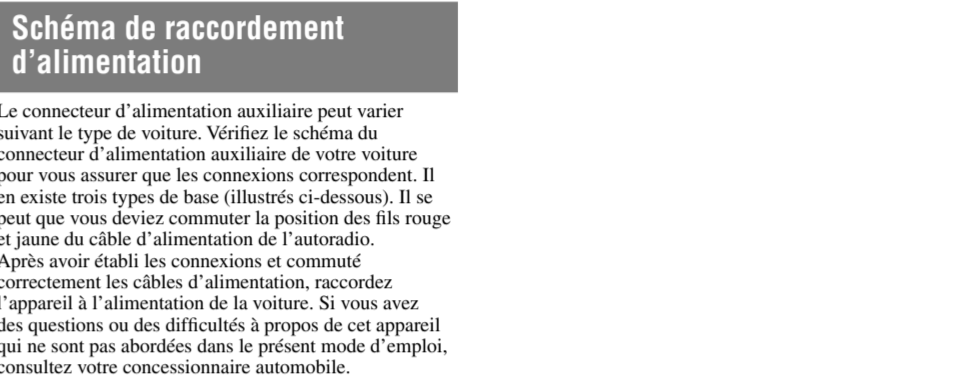 Schéma de raccordement
d'alimentation
Le connecteur d'alimentation auxiliaire peut varier
suivant le type de voiture. Vérifiez le schéma du
connecteur d'alimentation auxiliaire de votre voiture
pour vous assurer que les connexions correspondent. Il
en existe trois types de base (illustrés ci-dessous). Il se
peut que vous deviez commuter la position des fils rouge
et jaune du câble d'alimentation de l'autoradio.
Après avoir établi les connexions et commuté
correctement les câbles d'alimentation, raccordez
l'appareil à l'alimentation de la voiture. Si vous avez
des questions ou des difficultés à propos de cet appareil
qui ne sont pas abordées dans le présent mode d'emploi,
consultez votre concessionnaire automobile.